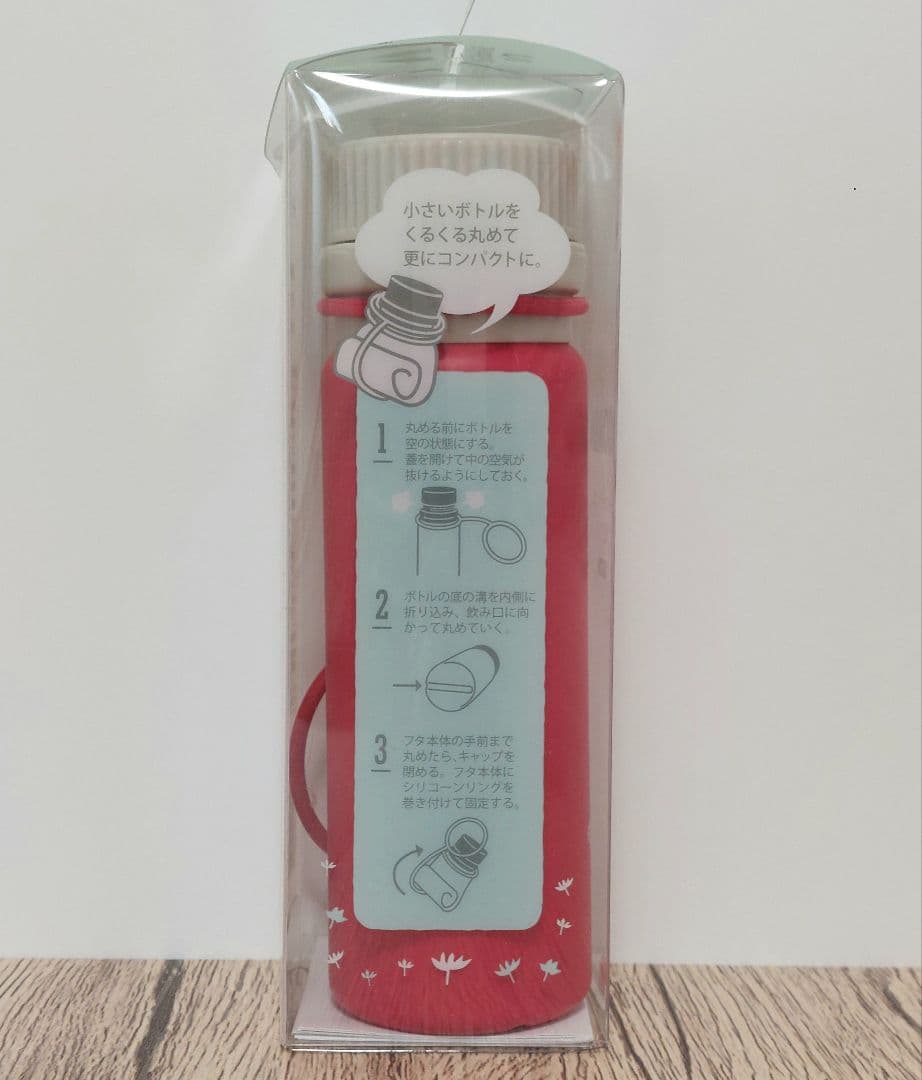 小さいボトルを
くるくる丸めて
更にコンパクトに。
1
丸める前にボトルを
空の状態にする。
蓋を開けて中の空気が
抜けるようにしておく。
2
ボトルの底の溝を内側に
折り込み、飲み口に向
かって丸めていく。
3
フタ本体の手前まで
丸めたら、キャップを
閉める。フタ本体に
シリコーンリングを
巻き付けて固定する。